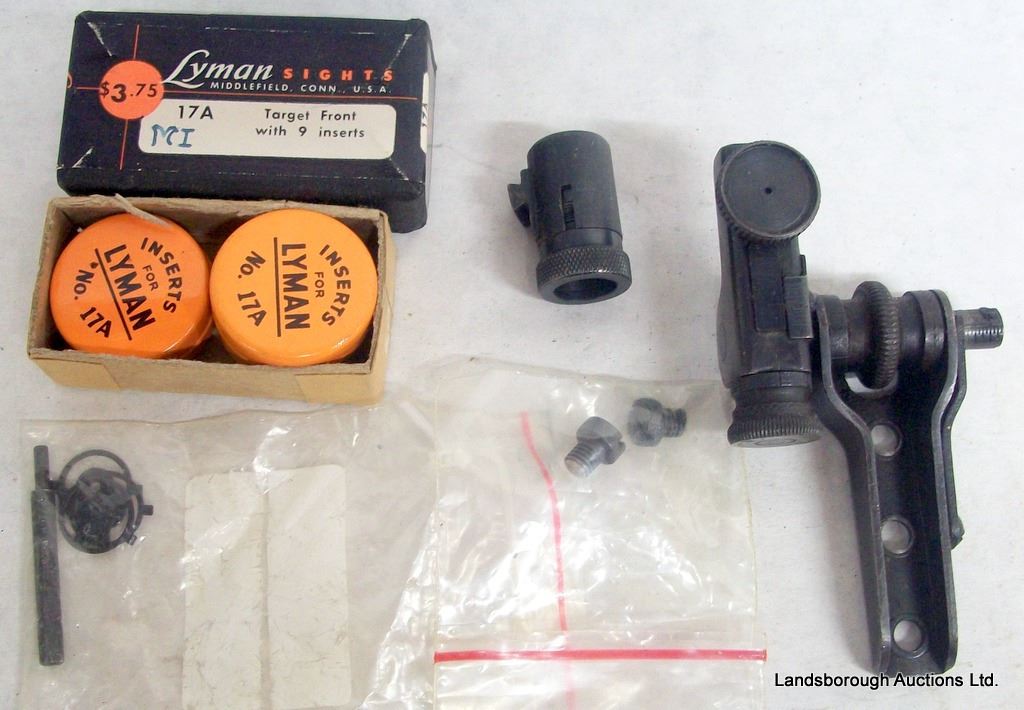 Lyman SIGHTS
MIDDLEFIELD, CONN., U.S.A.
$3.75
17A Target Front
with 9 inserts
MI
17A
INSERTS
FOR
LYMAN
No. 17A
INSERTS
FOR
LYMAN
No. 17A
Landsborough Auctions Ltd.